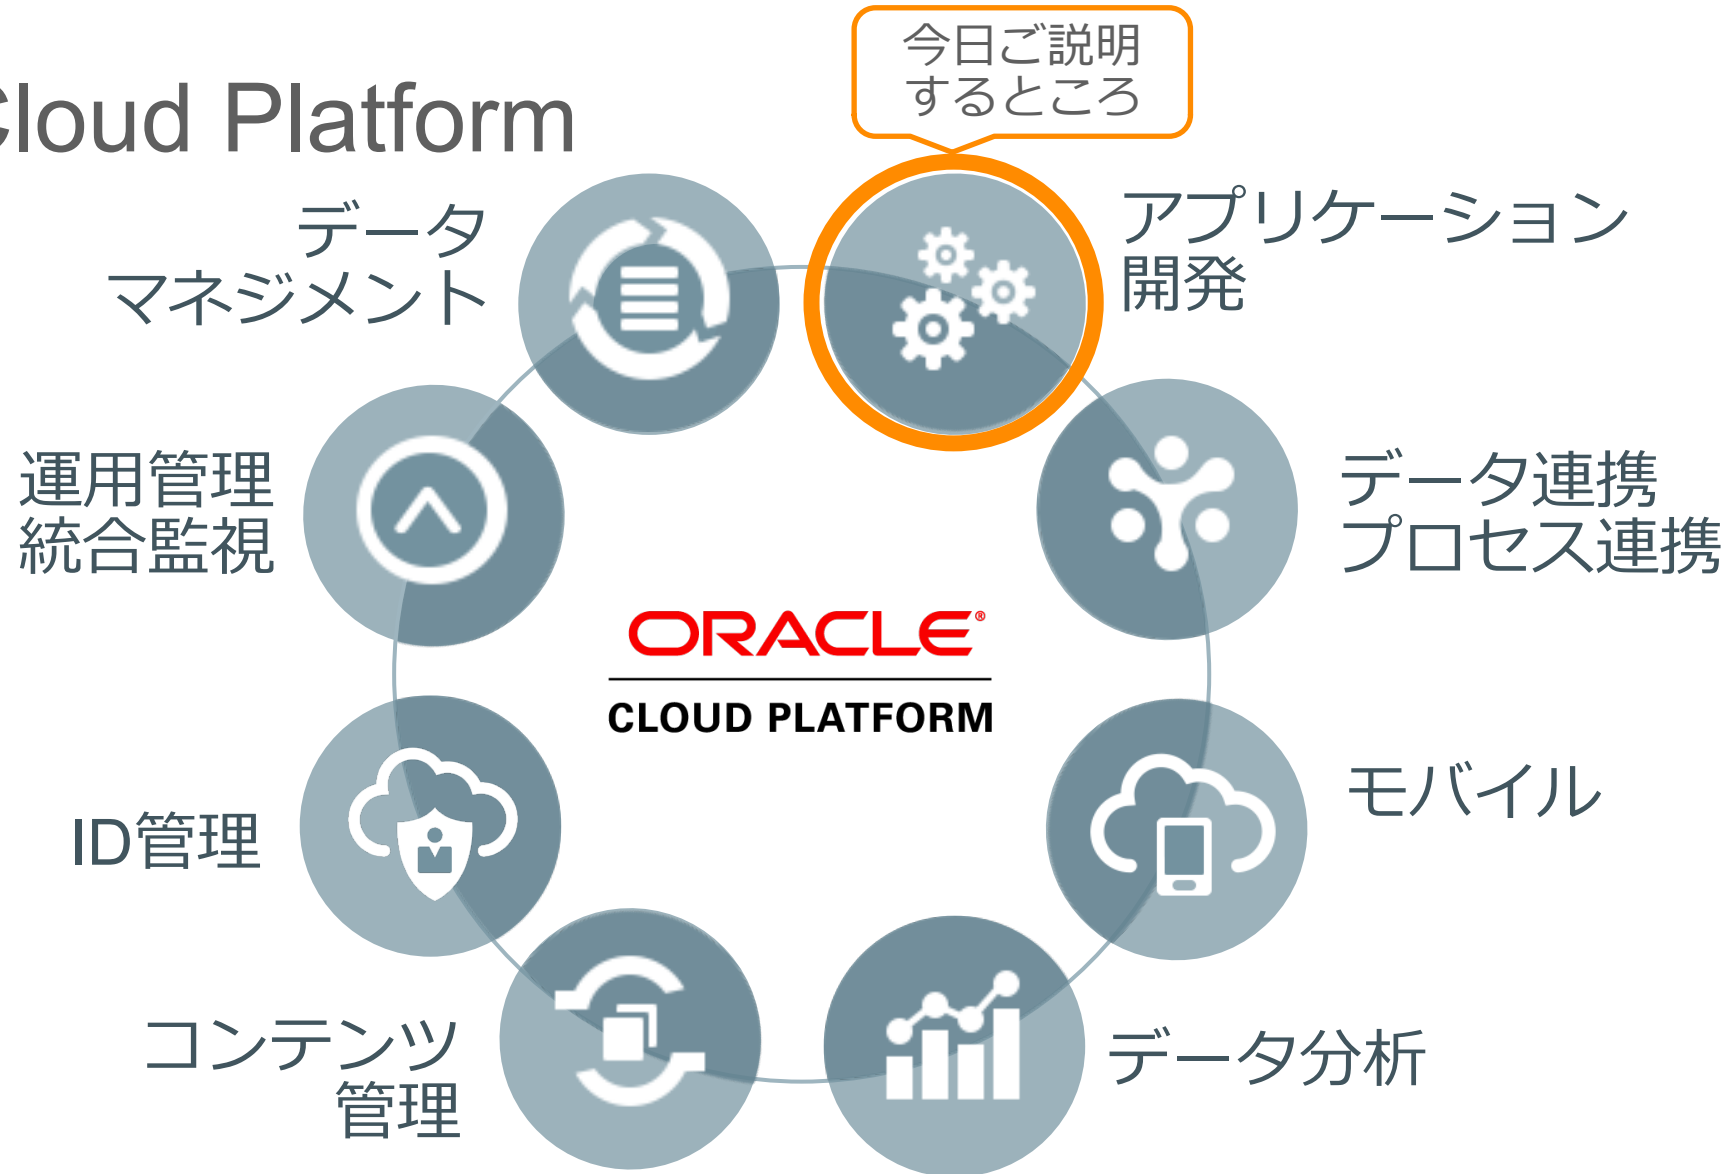 Cloud Platform
今日ご説明
するところ
データ
マネジメント
アプリケーション
開発
運用管理
統合監視
データ連携
プロセス連携
ORACLE®
CLOUD PLATFORM
ID管理
モバイル
コンテンツ
管理
データ分析